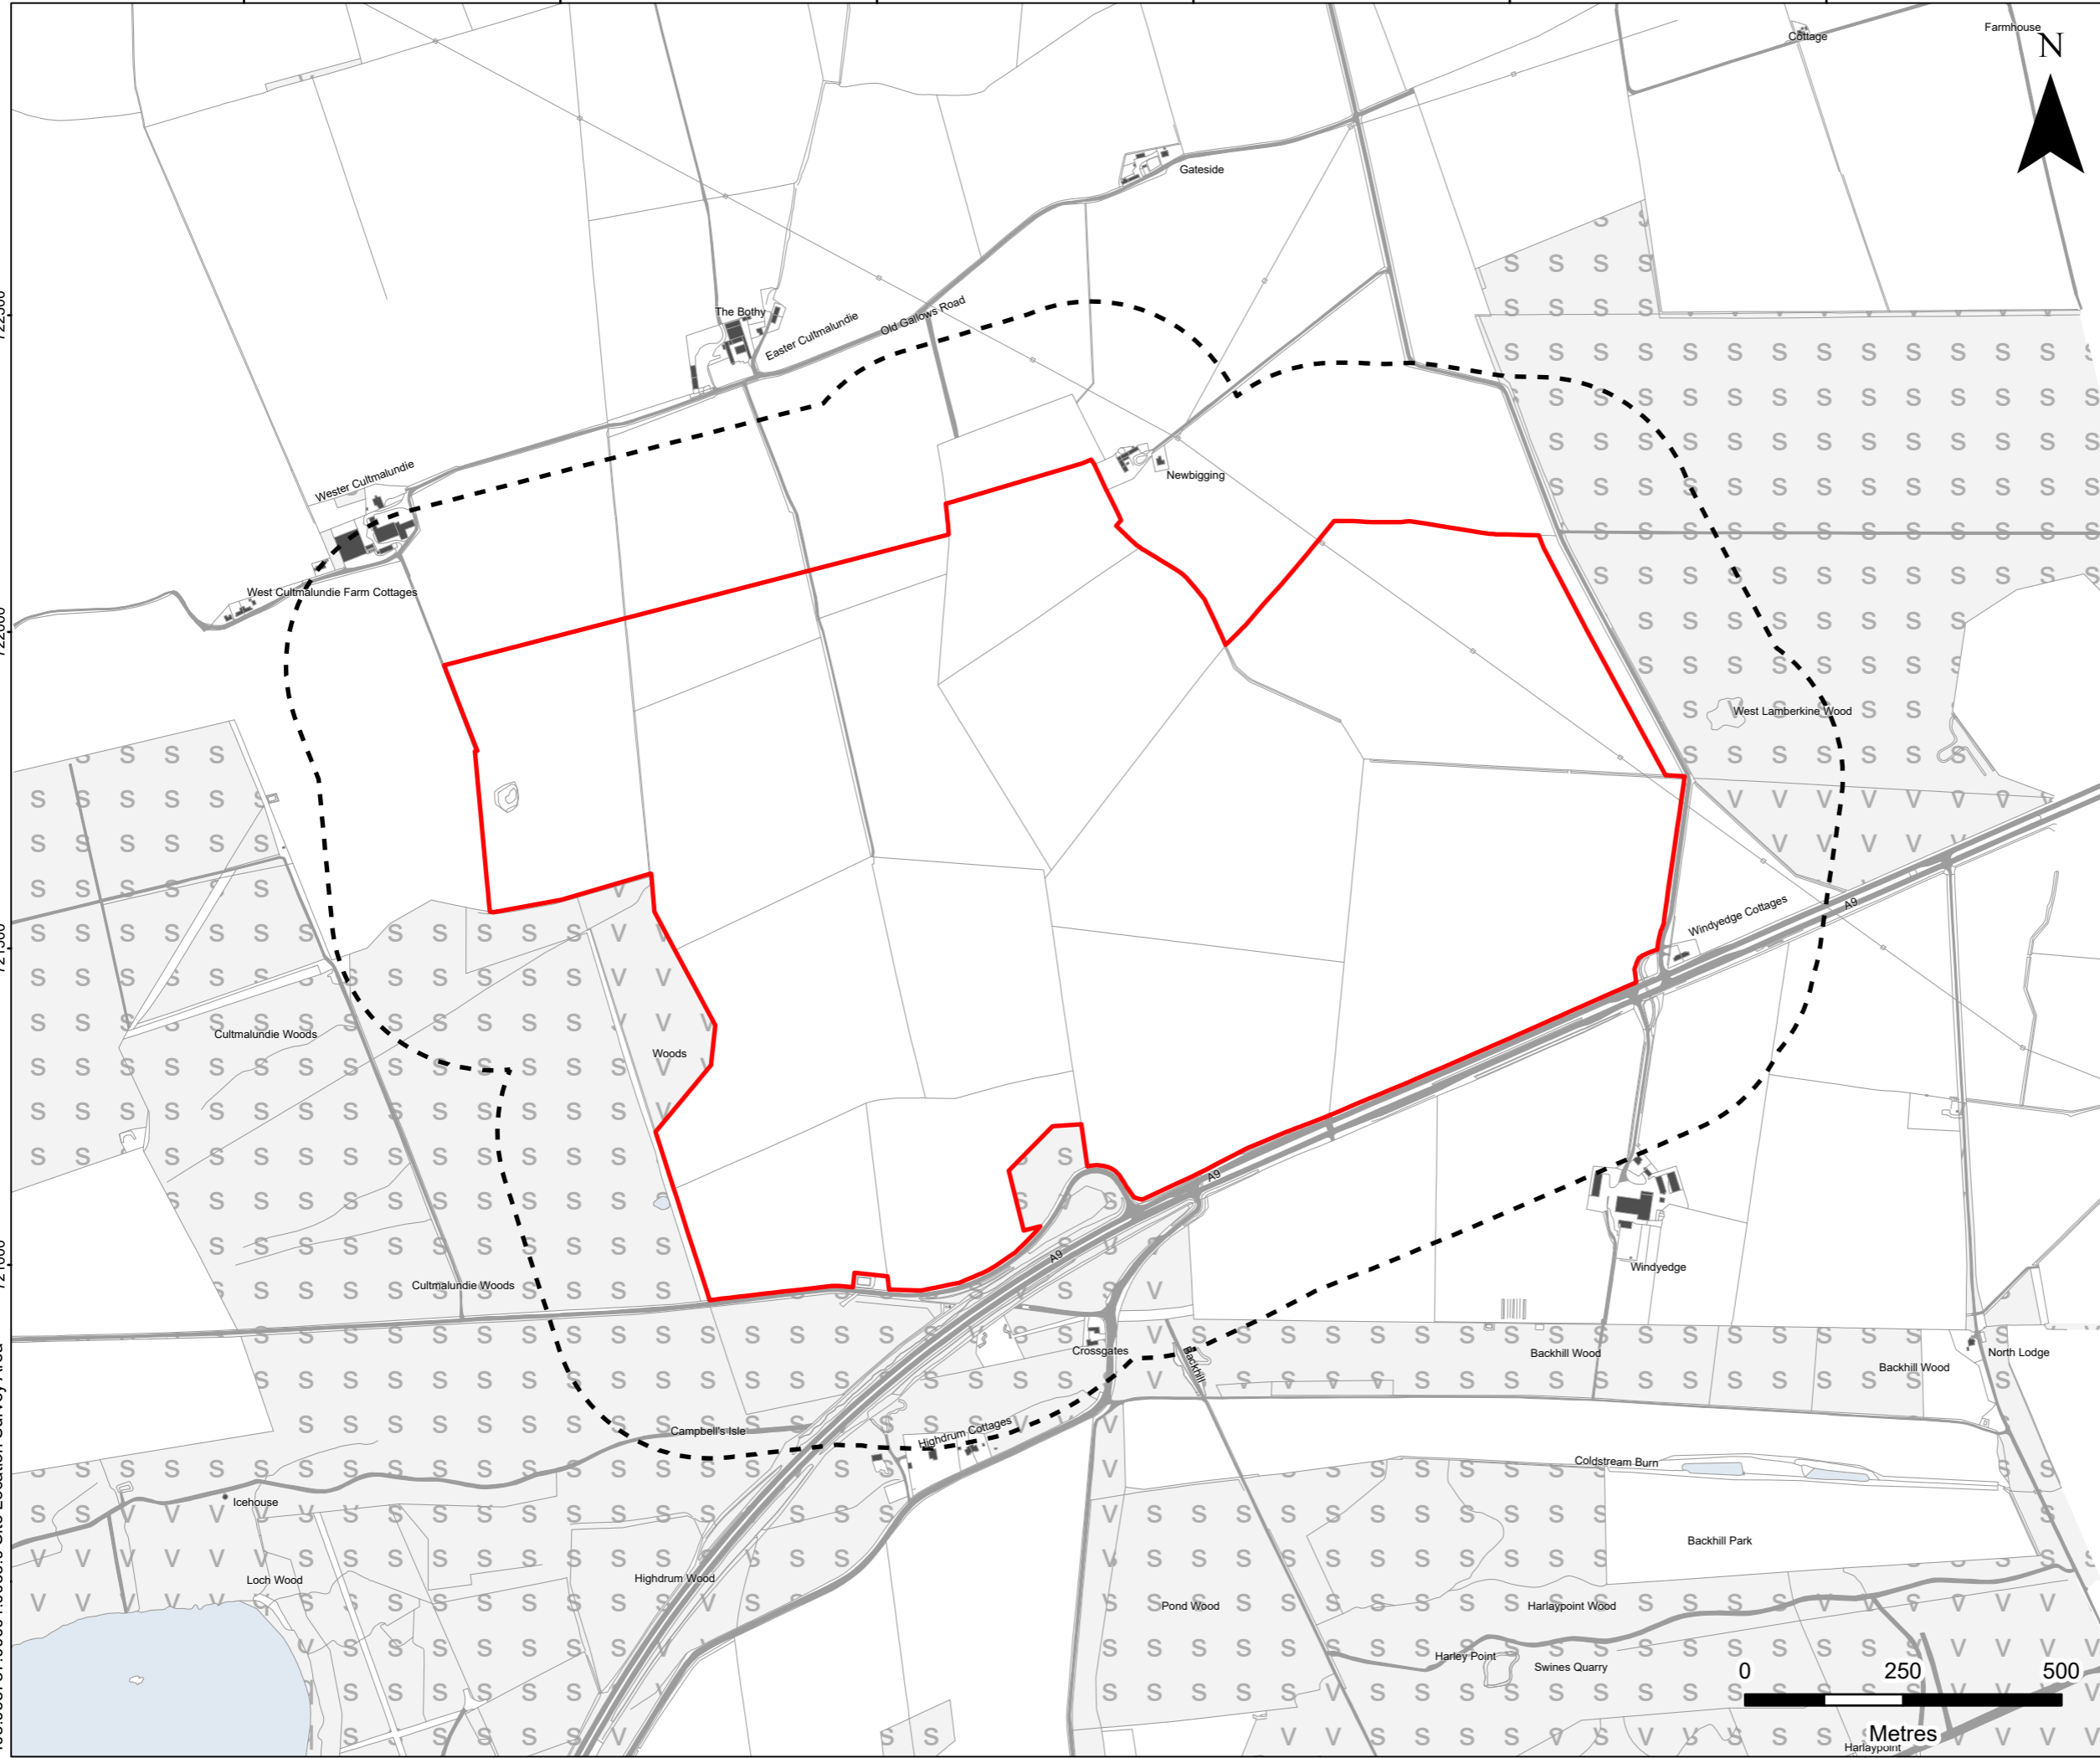 Farmhouse
Cottage
N
Gateside
The Bothy
Easter Cultmalundie
Old Gallows Road
Wester Cultmalundie
Newbigging
West Cultmalundie Farm Cottages
West Lamberkine Wood
Windyedge Cottages
A9
Cultmalundie Woods
Woods
A9
A9
Windyedge
Cultmalundie Woods
Crossgates
Backhill
Backhill Wood
Backhill Wood
North Lodge
Campbell's Isle
Highdrum Cottages
Coldstream Burn
Icehouse
Backhill Park
Loch Wood
Highdrum Wood
Pond Wood
Harlaypoint Wood
Harley Point
Swines Quarry
0 250 500
Metres
Harlaypoint